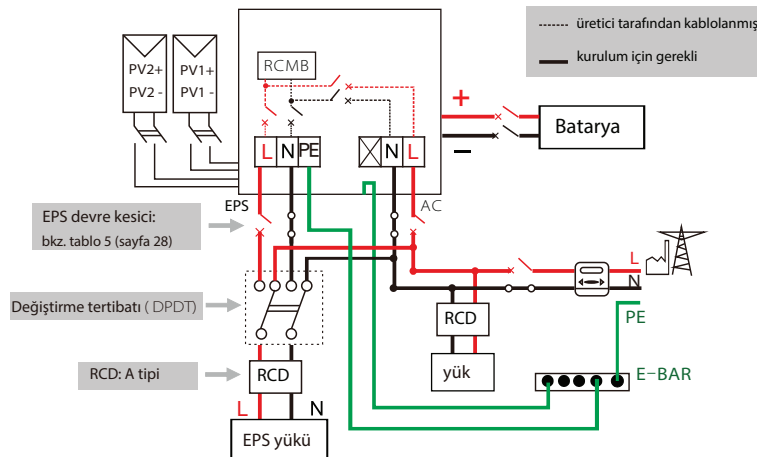 üretici tarafından kablolanmış
kurulum için gerekli
PV2+
PV2 -
PV1+
PV1 -
RCMB
+
−
Batarya
L N PE
N L
EPS
AC
EPS devre kesici:
bkz. tablo 5 (sayfa 28)
L
N
PE
Değiştirme tertibatı ( DPDT)
RCD
yük
E-BAR
RCD: A tipi
RCD
L N
EPS yükü